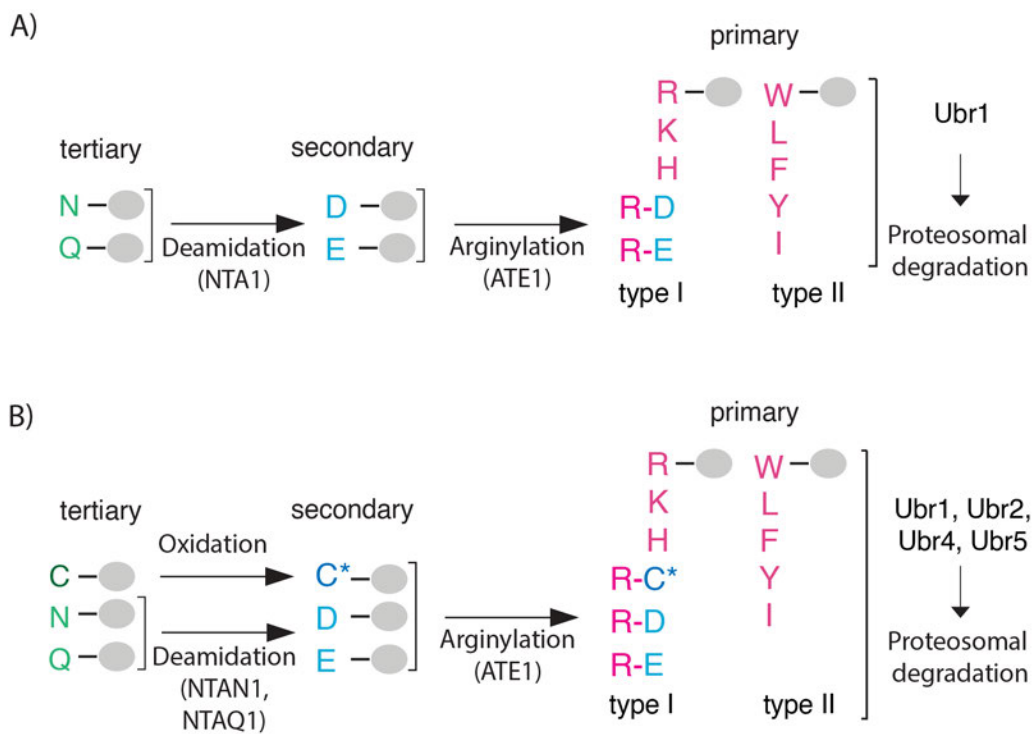 A)
primary
R W
K L
H F
tertiary secondary
N D R-D Y
Q E R-E I
Deamidation
(NTA1)
Arginylation
(ATE1)
type I type II
Ubr1
Proteosomal
degradation
B)
primary
R W
K L
H F
tertiary secondary
Oxidation
C C* R-C* Y
N D R-D I
Q E R-E
Deamidation
(NTAN1,
NTAQ1)
Arginylation
(ATE1)
type I type II
Ubr1, Ubr2,
Ubr4, Ubr5
Proteosomal
degradation